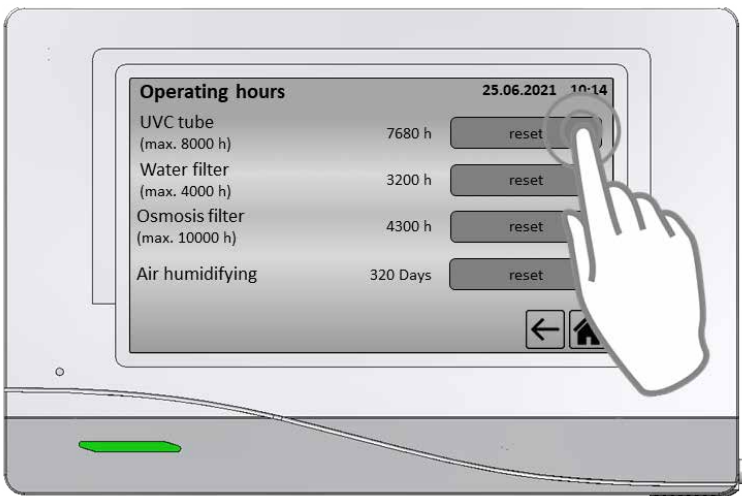 Operating hours 25.06.2021 10:14
UVC tube
(max. 8000 h) 7680 h reset
Water filter
(max. 4000 h) 3200 h reset
Osmosis filter
(max. 10000 h) 4300 h reset
Air humidifying 320 Days reset